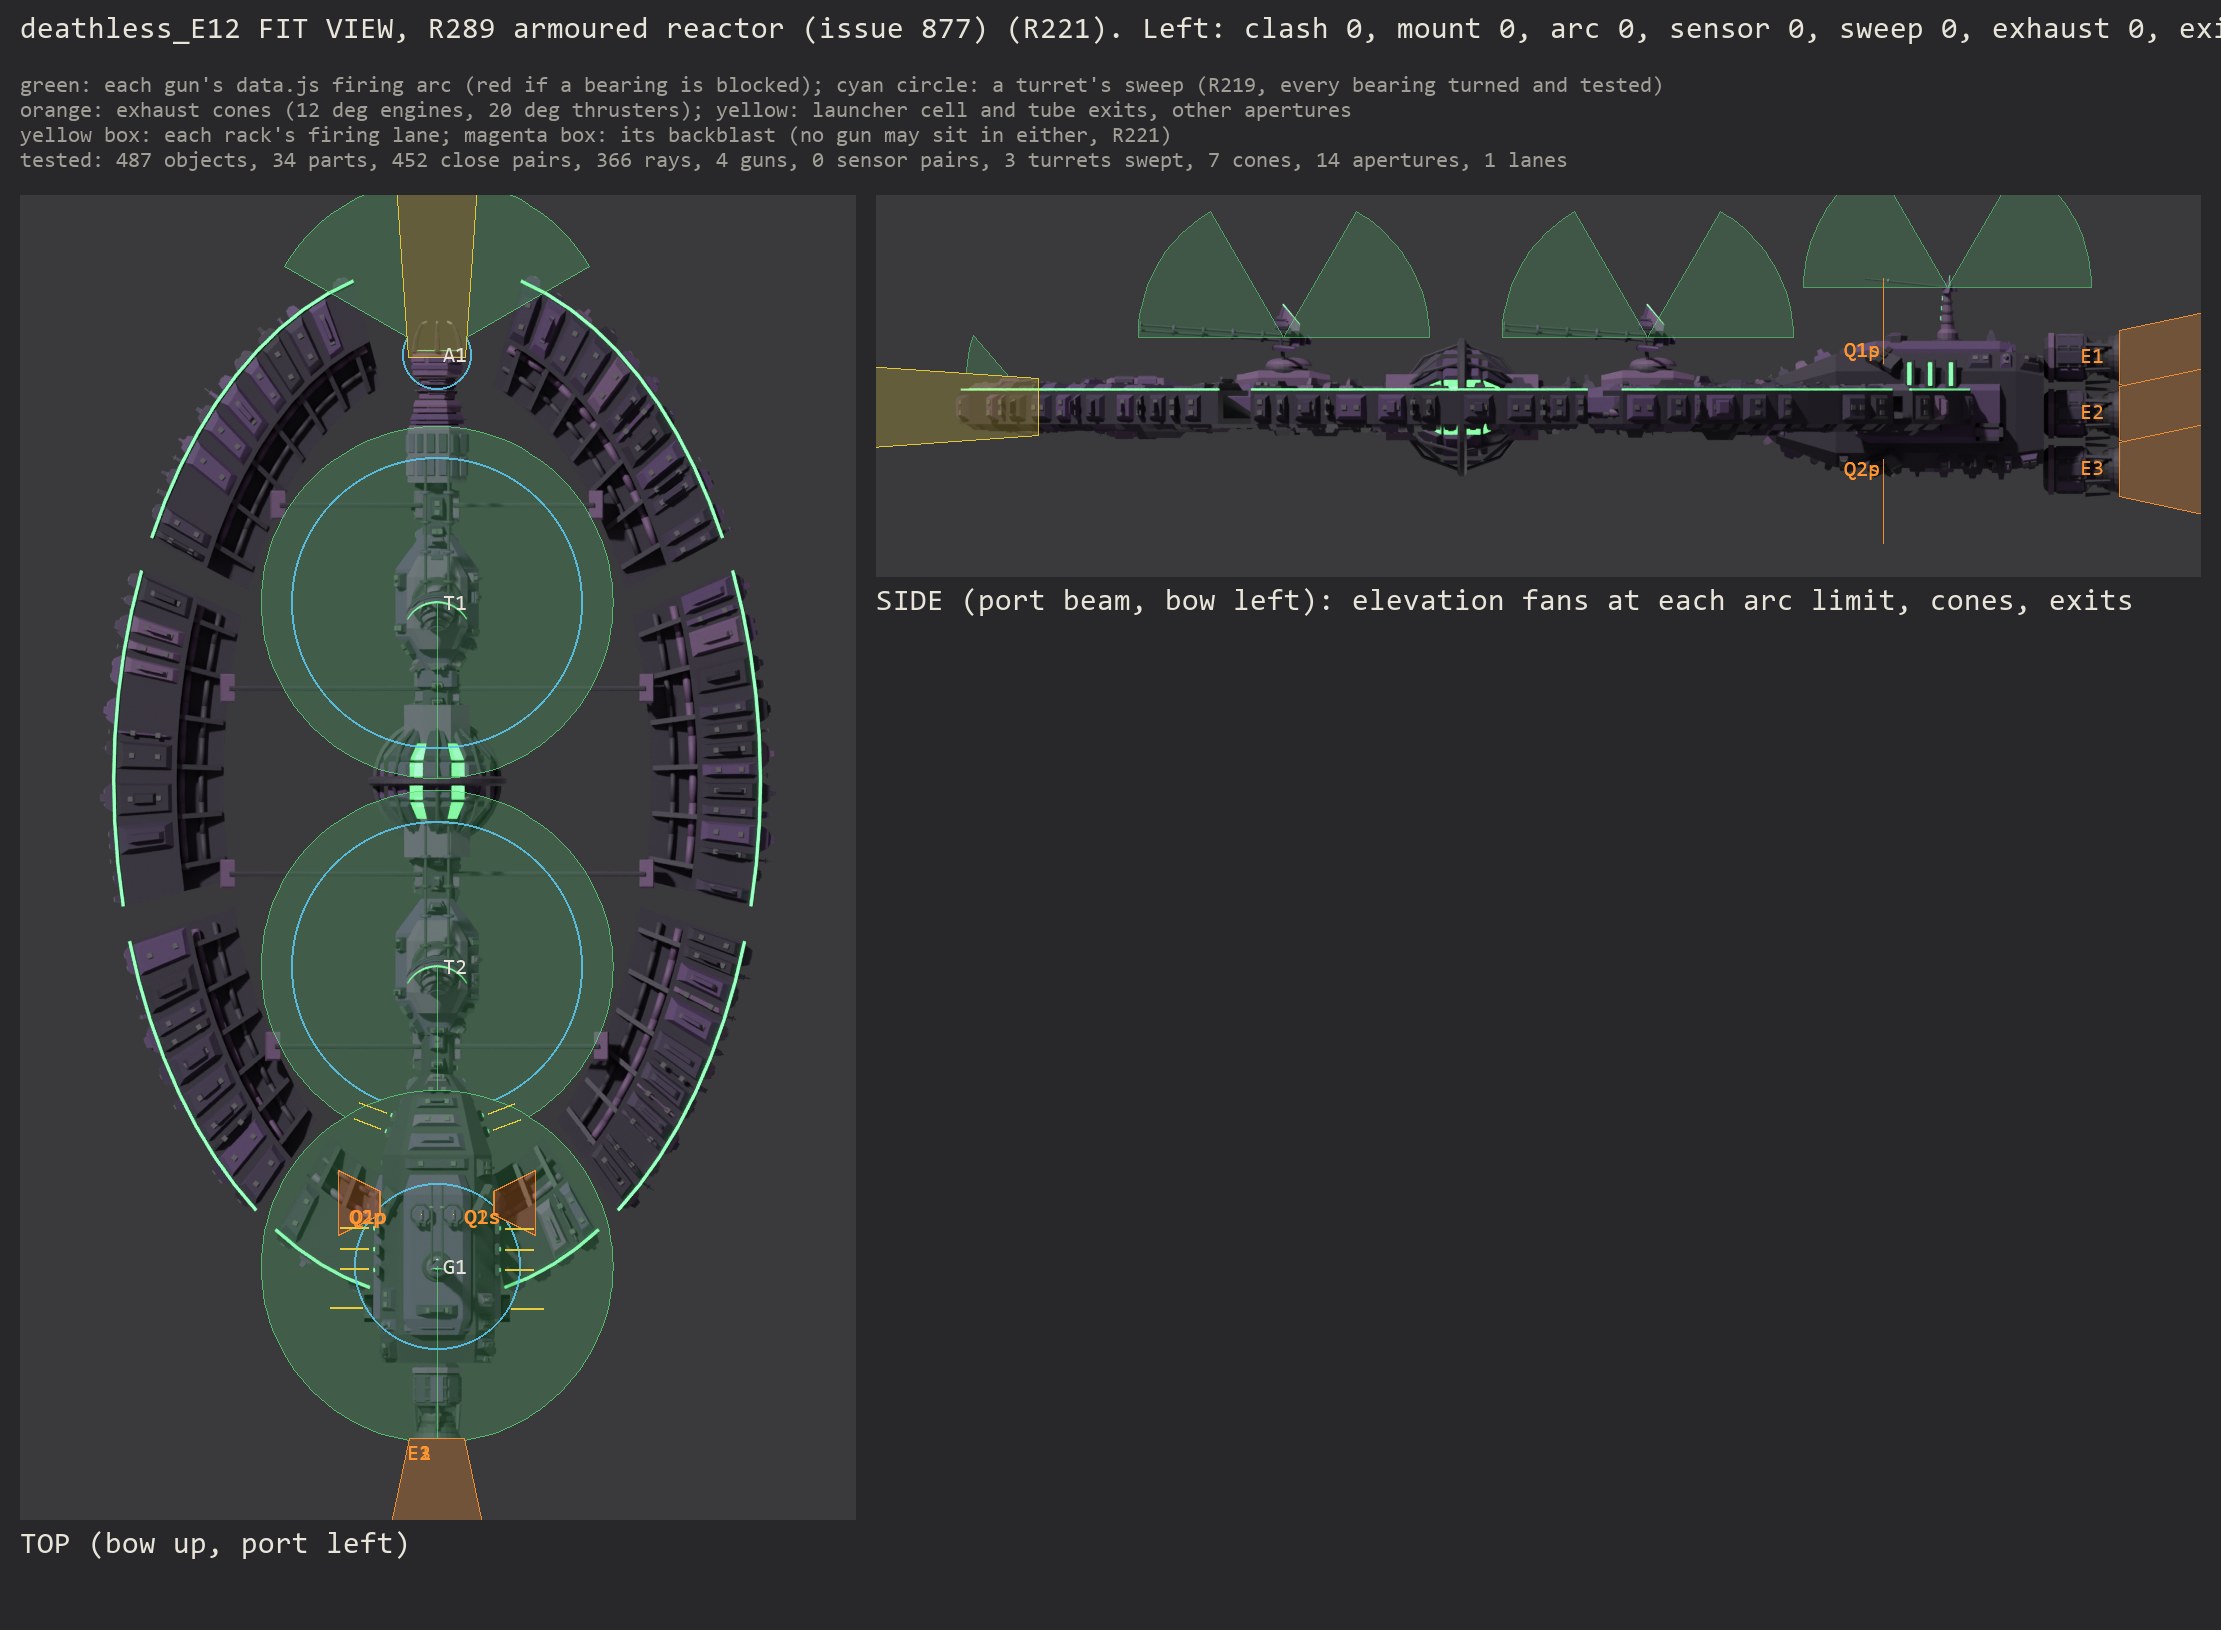 deathless_E12 FIT VIEW, R289 armoured reactor (issue 877) (R221). Left: clash 0, mount 0, arc 0, sensor 0, sweep 0, exhaust 0, exi
green: each gun's data.js firing arc (red if a bearing is blocked); cyan circle: a turret's sweep (R219, every bearing turned and tested)
orange: exhaust cones (12 deg engines, 20 deg thrusters); yellow: launcher cell and tube exits, other apertures
yellow box: each rack's firing lane; magenta box: its backblast (no gun may sit in either, R221)
tested: 487 objects, 34 parts, 452 close pairs, 366 rays, 4 guns, 0 sensor pairs, 3 turrets swept, 7 cones, 14 apertures, 1 lanes
A1
T1
T2
G1
Q1p
E1
E2
Q2p
E3
SIDE (port beam, bow left): elevation fans at each arc limit, cones, exits
TOP (bow up, port left)